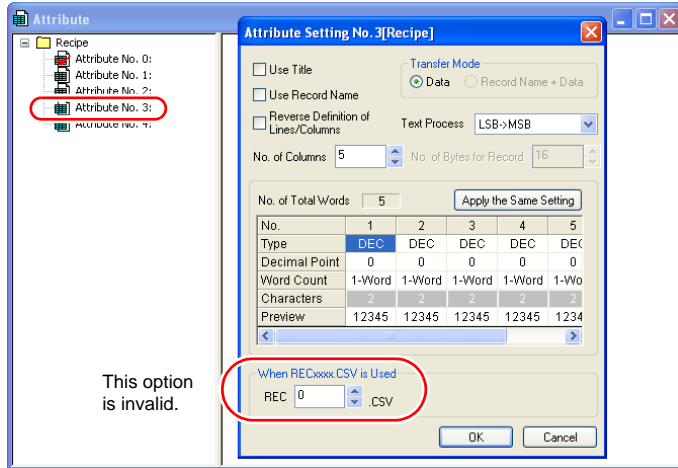 Attribute
Recipe
Attribute No. 0:
Attribute No. 1:
Attribute No. 2:
Attribute No. 3:
Attribute No. 4:
This option
is invalid.
Attribute Setting No. 3[Recipe]
Use Title
Use Record Name
Reverse Definition of
Lines/Columns
Transfer Mode
Data Record Name + Data
Text Process LSB->MSB
No. of Columns 5 No. of Bytes for Record 16
No. of Total Words 5 Apply the Same Setting
No. 1 2 3 4 5
Type DEC DEC DEC DEC DEC
Decimal Point 0 0 0 0 0
Word Count 1-Word 1-Word 1-Word 1-Word 1-Wo
Characters 2 2 2 2 2
Preview 12345 12345 12345 12345 1234
When RECxxxx.CSV is Used
REC 0 .CSV
OK Cancel